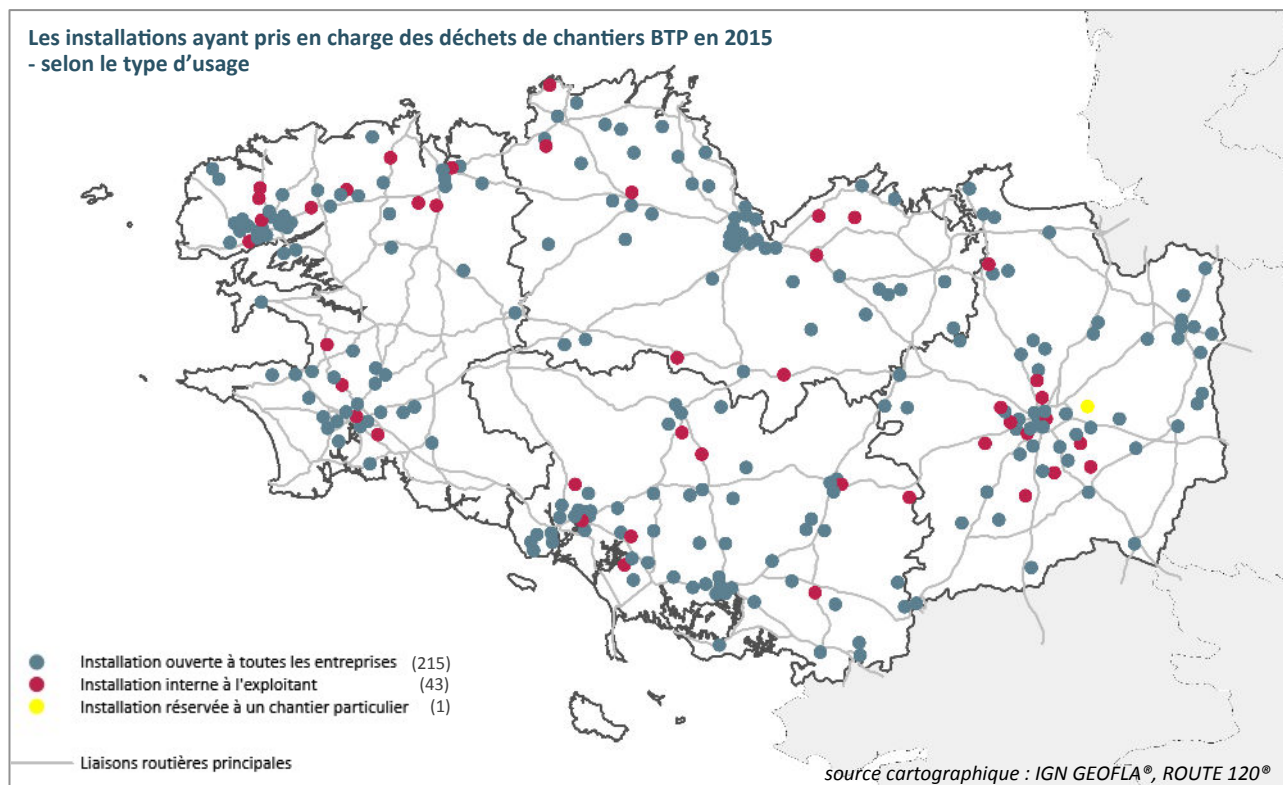 Les installations ayant pris en charge des déchets de chantiers BTP en 2015
- selon le type d’usage
Installation ouverte à toutes les entreprises (215)
Installation interne à l'exploitant (43)
Installation réservée à un chantier particulier (1)
Liaisons routières principales
source cartographique : IGN GEOFLA®, ROUTE 120®